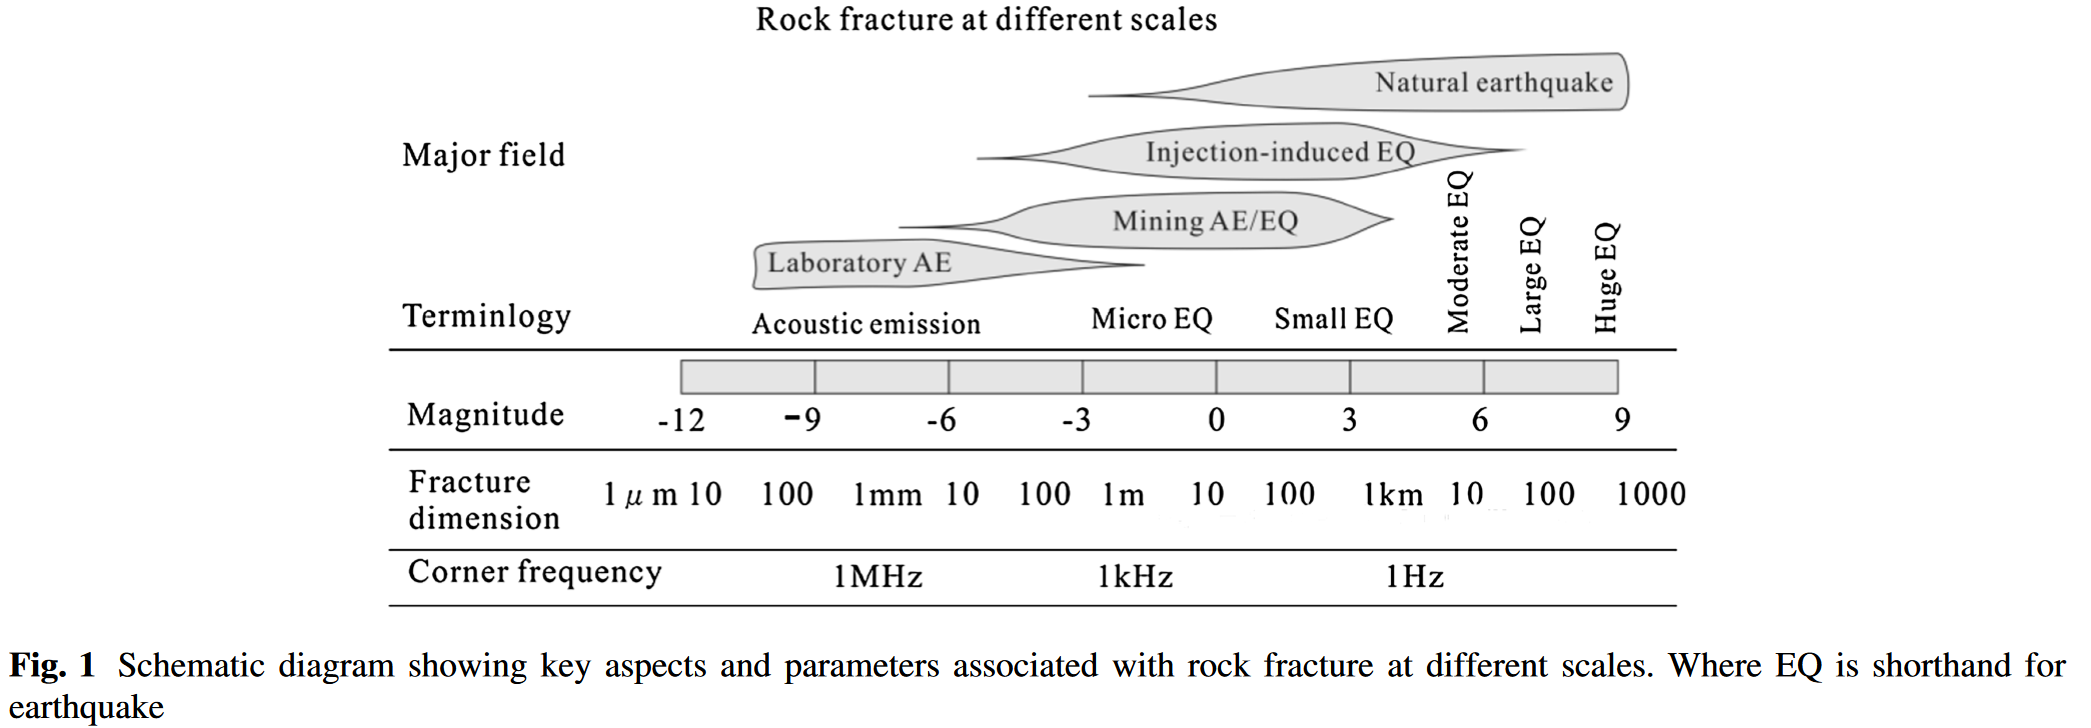 Rock fracture at different scales
Natural earthquake
Major field
Injection-induced EQ
Mining AE/EQ
Laboratory AE
Moderate EQ
Large EQ
Huge EQ
Terminlogy
Acoustic emission
Micro EQ
Small EQ
Magnitude
-12 -9 -6 -3 0 3 6 9
Fracture
dimension
1 μ m 10 100 1mm 10 100 1m 10 100 1km 10 100 1000
Corner frequency 1MHz 1kHz 1Hz
Fig. 1 Schematic diagram showing key aspects and parameters associated with rock fracture at different scales. Where EQ is shorthand for
earthquake